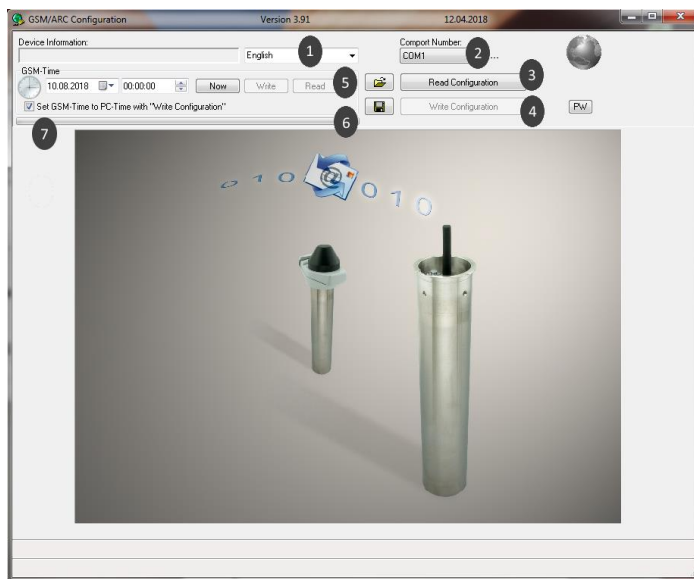 GSM/ARC Configuration Version 3.91 12.04.2018
Device Information:
English
1
Comport Number:
COM1
2
...
GSM-Time
10.08.2018 00:00:00 Now Write Read
5
Read Configuration
3
Set GSM-Time to PC-Time with "Write Configuration"
Write Configuration
4
PW
6
7
0 1 0 @ 0 1 0